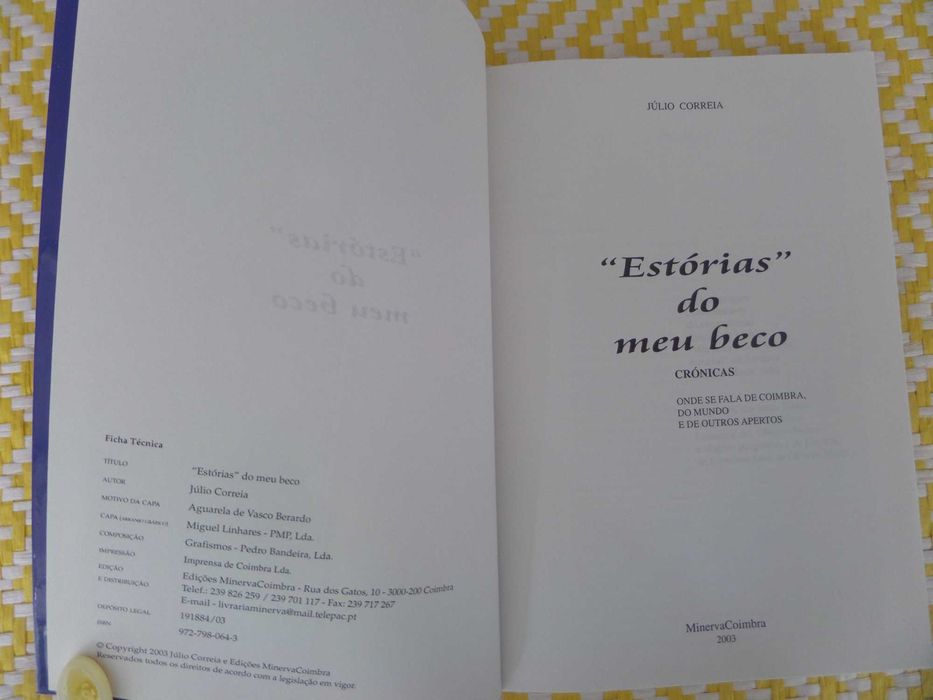 Ficha Técnica
TÍTULO "Estórias" do meu beco
AUTOR Júlio Correia
MOTIVO DA CAPA Aguarela de Vasco Berardo
CAPA (ARRANJO GRÁFICO) Miguel Linhares - PMP, Lda.
COMPOSIÇÃO Grafismos - Pedro Bandeira, Lda.
IMPRESSÃO Imprensa de Coimbra Lda.
EDIÇÃO Edições MinervaCoimbra - Rua dos Gatos, 10 - 3000-200 Coimbra
E DISTRIBUIÇÃO Telef.: 239 826 259 / 239 701 117 - Fax: 239 717 267
E-mail - livrariaminerva@mail.telepac.pt
DEPÓSITO LEGAL 191884/03
ISBN 972-798-064-3
© Copyright 2003 Júlio Correia e Edições MinervaCoimbra
Reservados todos os direitos de acordo com a legislação em vigor.
JÚLIO CORREIA
"Estórias"
do
meu beco
CRÓNICAS
ONDE SE FALA DE COIMBRA,
DO MUNDO
E DE OUTROS APERTOS
MinervaCoimbra
2003